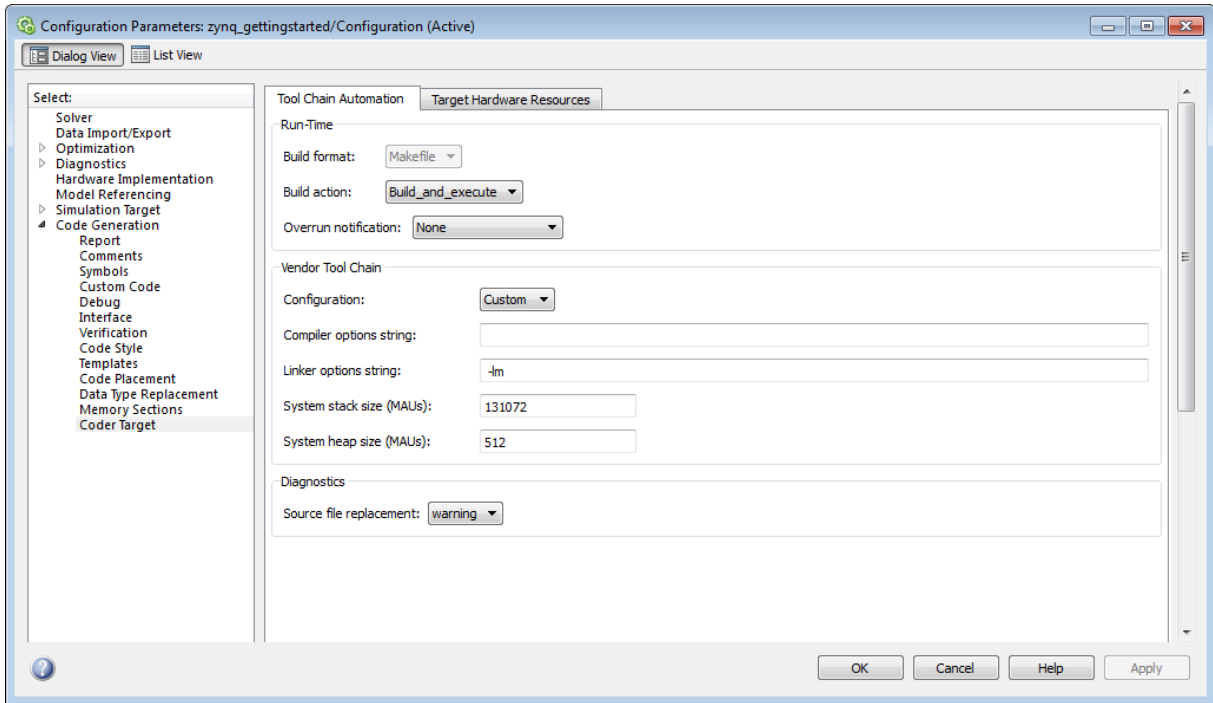 Configuration Parameters: zynq_gettingstarted/Configuration (Active)
Dialog View List View
Select:
Solver
Data Import/Export
Optimization
Diagnostics
Hardware Implementation
Model Referencing
Simulation Target
Code Generation
Report
Comments
Symbols
Custom Code
Debug
Interface
Verification
Code Style
Templates
Code Placement
Data Type Replacement
Memory Sections
Coder Target
Tool Chain Automation Target Hardware Resources
Run-Time
Build format: Makefile
Build action: Build_and_execute
Overrun notification: None
Vendor Tool Chain
Configuration: Custom
Compiler options string:
Linker options string: -lm
System stack size (MAUs): 131072
System heap size (MAUs): 512
Diagnostics
Source file replacement: warning
OK Cancel Help Apply